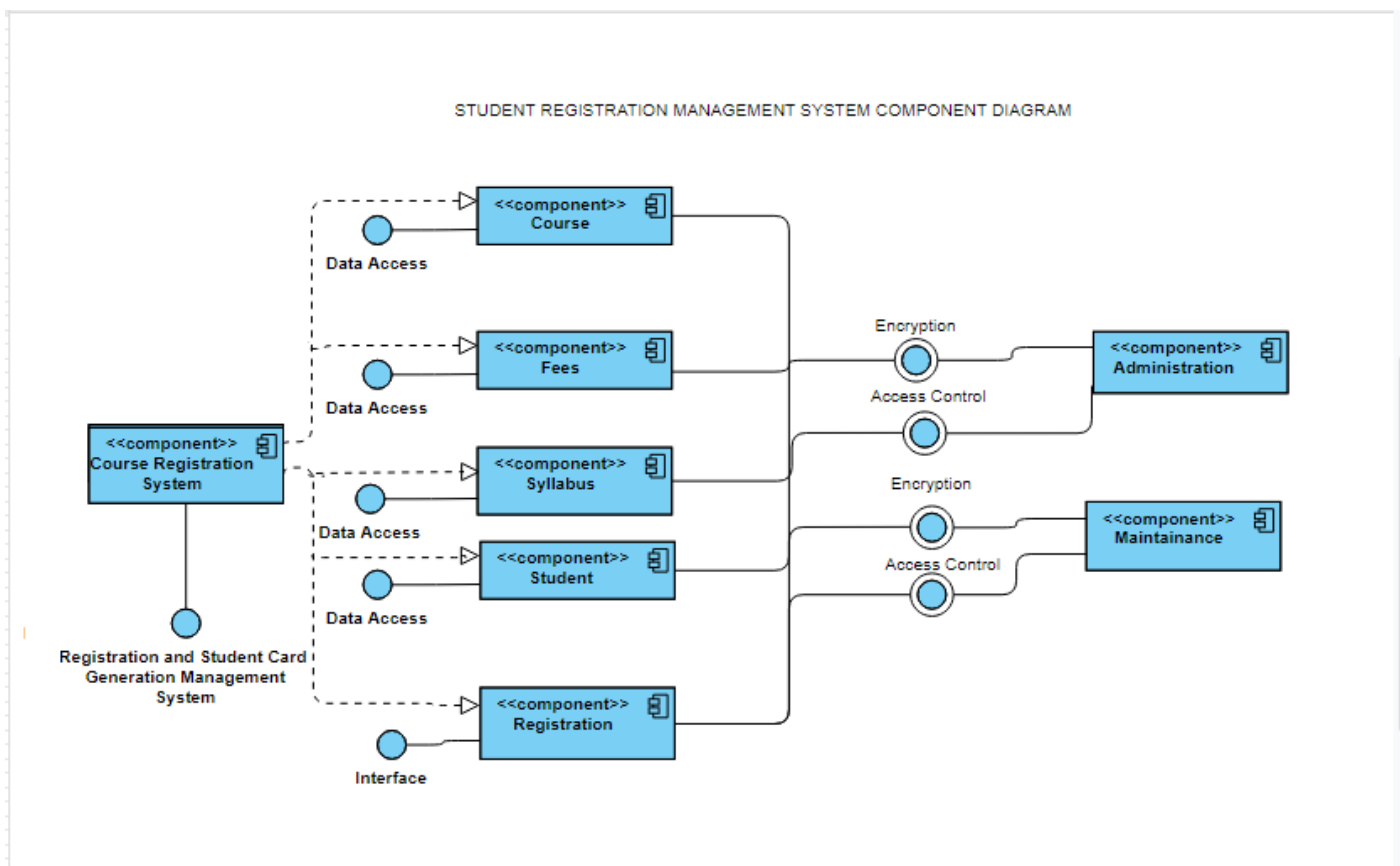 STUDENT REGISTRATION MANAGEMENT SYSTEM COMPONENT DIAGRAM
<<component>>
Course
Data Access
<<component>>
Fees
Data Access
Encryption
<<component>>
Administration
Access Control
<<component>>
Course Registration
System
<<component>>
Syllabus
Data Access
Encryption
<<component>>
Maintainance
Access Control
<<component>>
Student
Data Access
Registration and Student Card
Generation Management
System
<<component>>
Registration
Interface